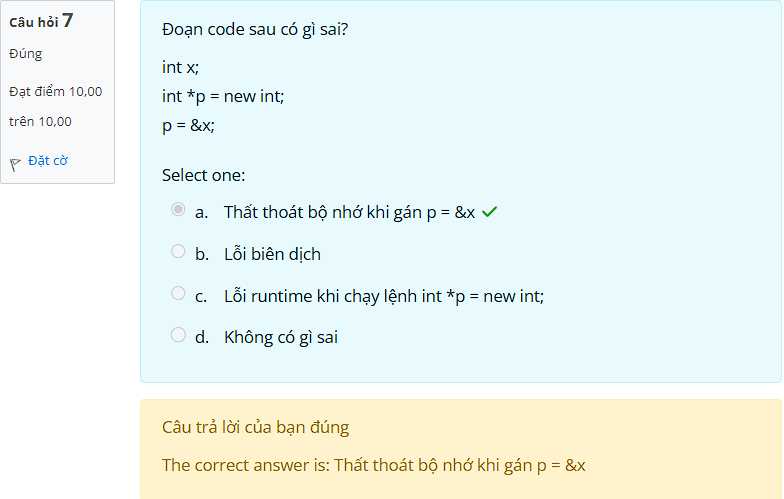 Câu hỏi 7
Đúng
Đạt điểm 10,00
trên 10,00
Đặt cờ
Đoạn code sau có gì sai?
int x;
int *p = new int;
p = &x;
Select one:
a. Thất thoát bộ nhớ khi gán p = &x
b. Lỗi biên dịch
c. Lỗi runtime khi chạy lệnh int *p = new int;
d. Không có gì sai
Câu trả lời của bạn đúng
The correct answer is: Thất thoát bộ nhớ khi gán p = &x